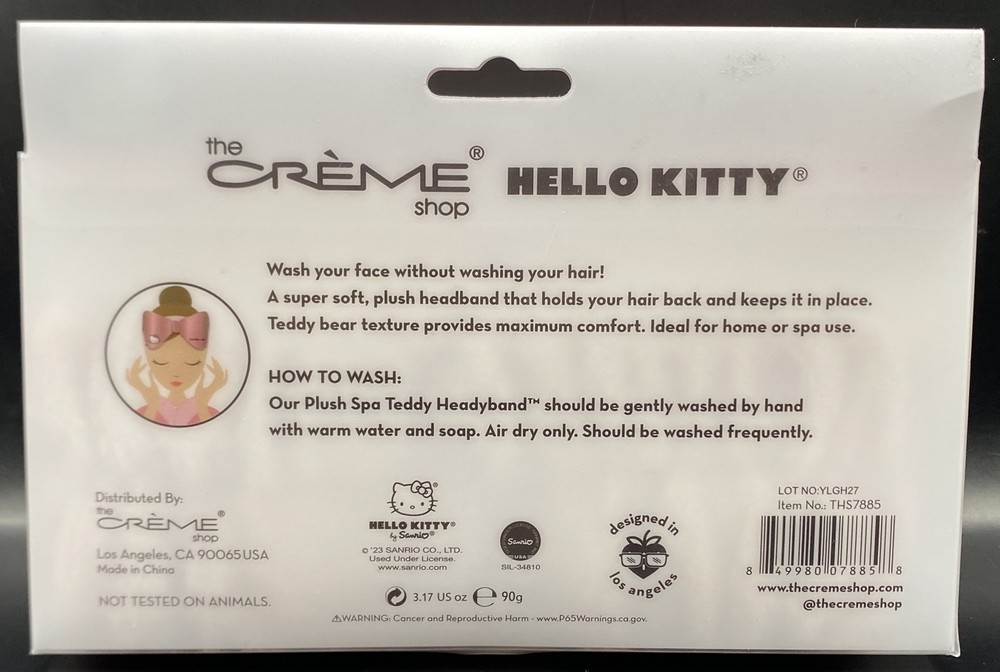 the
CRÈME®
shop
HELLO KITTY®
Wash your face without washing your hair!
A super soft, plush headband that holds your hair back and keeps it in place.
Teddy bear texture provides maximum comfort. Ideal for home or spa use.
HOW TO WASH:
Our Plush Spa Teddy Headyband™ should be gently washed by hand
with warm water and soap. Air dry only. Should be washed frequently.
Distributed By:
the
CRÈME®
shop
Los Angeles, CA 90065 USA
Made in China
NOT TESTED ON ANIMALS.
HELLO KITTY®
by Sanrio®
© '23 SANRIO CO., LTD.
Used Under License.
www.sanrio.com
Sanrio
USA
SIL-34810
3.17 US oz ℮ 90g
⚠WARNING: Cancer and Reproductive Harm - www.P65Warnings.ca.gov.
designed in
los angeles
LOT NO:YLGH27
Item No.: THS7885
8 49980 07885 8
www.thecremeshop.com
@thecremeshop